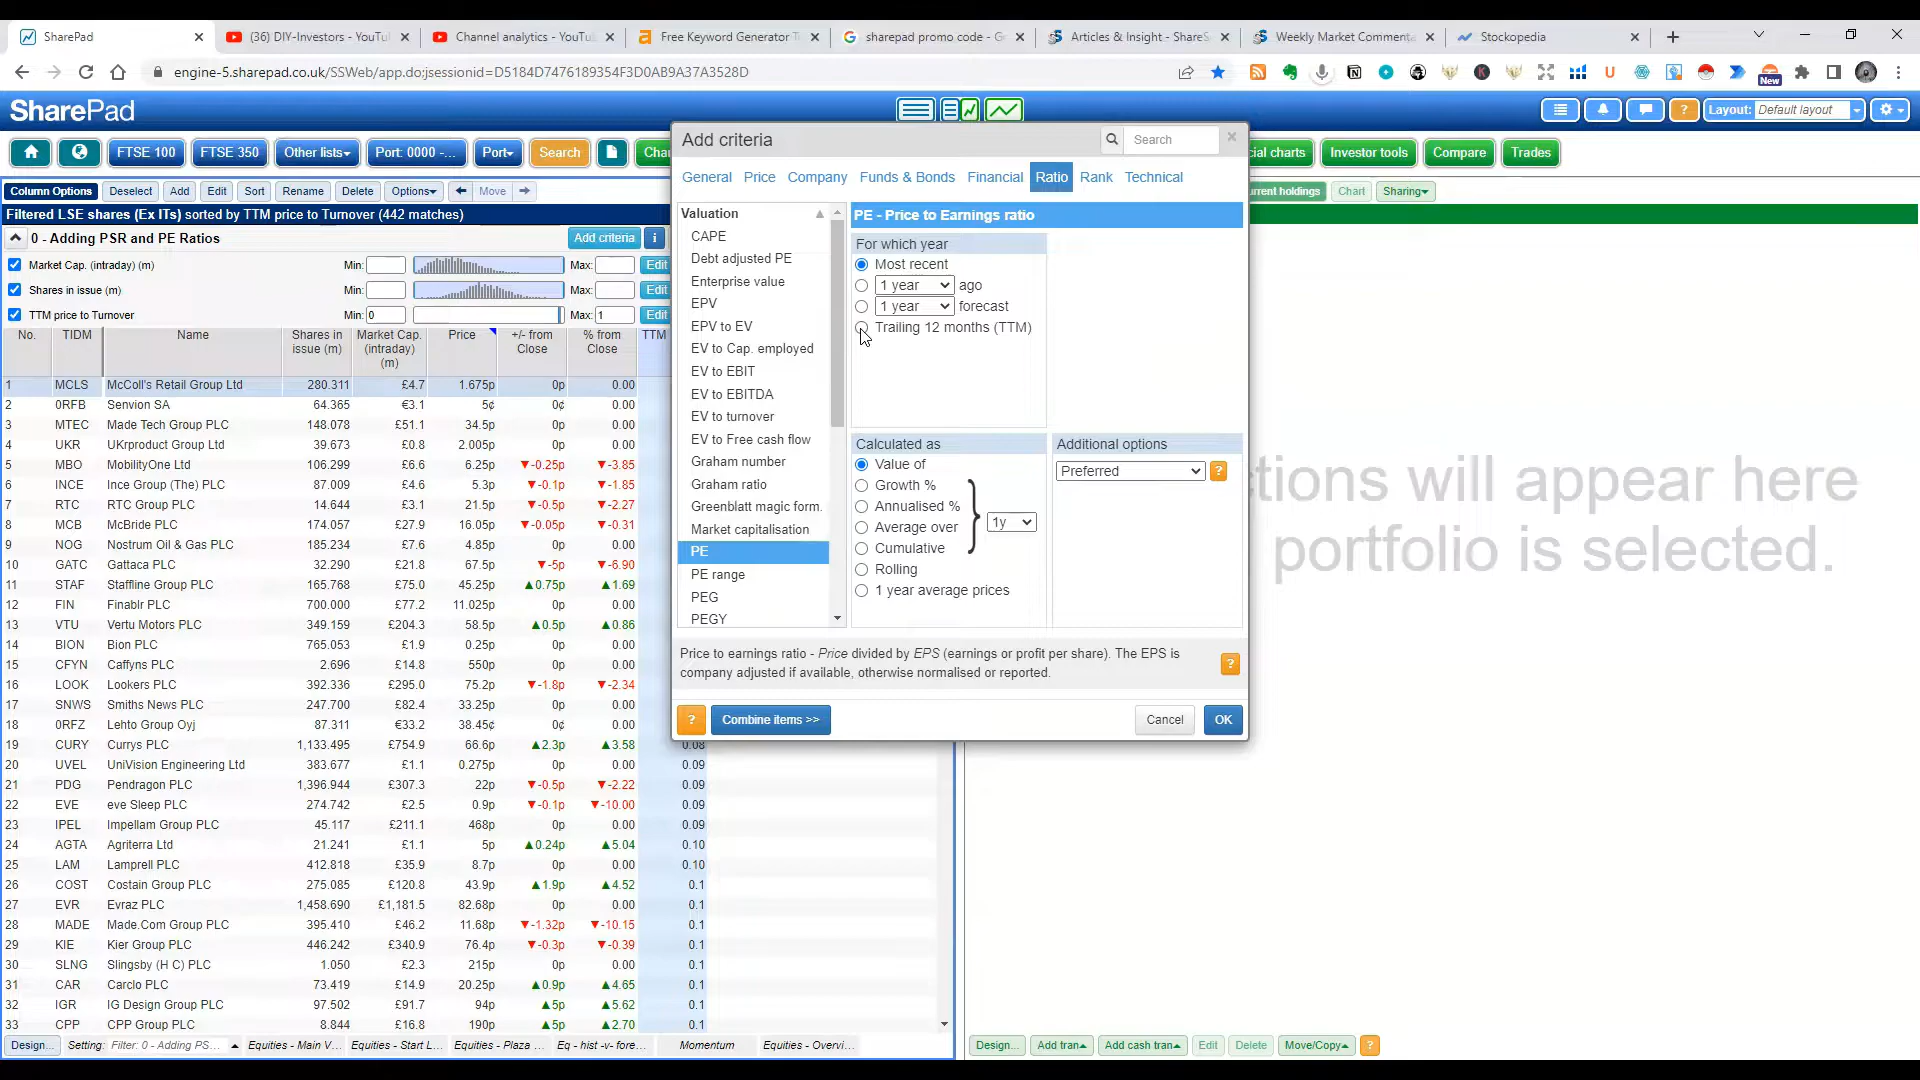 SharePad
(36) DIY-Investors - YouTu
Channel analytics - YouTu
Free Keyword Generator T
sharepad promo code - G
Articles & Insight - ShareS
Weekly Market Commenta
Stockopedia
engine-5.sharepad.co.uk/SSWeb/app.do;jsessionid=D5184D7476189354F3D0AB9A37A3528D
New
SharePad
Layout: Default layout
FTSE 100 FTSE 350 Other lists Port: 0000 -... Port Search Char
cial charts Investor tools Compare Trades
Column Options Deselect Add Edit Sort Rename Delete Options Move
urrent holdings Chart Sharing
Filtered LSE shares (Ex ITs) sorted by TTM price to Turnover (442 matches)
0 - Adding PSR and PE Ratios Add criteria i
Market Cap. (intraday) (m) Min: Max: Edit
Shares in issue (m) Min: Max: Edit
TTM price to Turnover Min: 0 Max: 1 Edit
No. TIDM Name Shares in issue (m) Market Cap. (intraday) (m) Price +/- from Close % from Close TTM
1 MCLS McColl's Retail Group Ltd 280.311 £4.7 1.675p 0p 0.00
2 0RFB Senvion SA 64.365 €3.1 5¢ 0¢ 0.00
3 MTEC Made Tech Group PLC 148.078 £51.1 34.5p 0p 0.00
4 UKR UKrproduct Group Ltd 39.673 £0.8 2.005p 0p 0.00
5 MBO MobilityOne Ltd 106.299 £6.6 6.25p ▼-0.25p ▼-3.85
6 INCE Ince Group (The) PLC 87.009 £4.6 5.3p ▼-0.1p ▼-1.85
7 RTC RTC Group PLC 14.644 £3.1 21.5p ▼-0.5p ▼-2.27
8 MCB McBride PLC 174.057 £27.9 16.05p ▼-0.05p ▼-0.31
9 NOG Nostrum Oil & Gas PLC 185.234 £7.6 4.85p 0p 0.00
10 GATC Gattaca PLC 32.290 £21.8 67.5p ▼-5p ▼-6.90
11 STAF Staffline Group PLC 165.768 £75.0 45.25p ▲0.75p ▲1.69
12 FIN Finablr PLC 700.000 £77.2 11.025p 0p 0.00
13 VTU Vertu Motors PLC 349.159 £204.3 58.5p ▲0.5p ▲0.86
14 BION Bion PLC 765.053 £1.9 0.25p 0p 0.00
15 CFYN Caffyns PLC 2.696 £14.8 550p 0p 0.00
16 LOOK Lookers PLC 392.336 £295.0 75.2p ▼-1.8p ▼-2.34
17 SNWS Smiths News PLC 247.700 £82.4 33.25p 0p 0.00
18 0RFZ Lehto Group Oyj 87.311 €33.2 38.45¢ 0¢ 0.00
19 CURY Currys PLC 1,133.495 £754.9 66.6p ▲2.3p ▲3.58 0.08
20 UVEL UniVision Engineering Ltd 383.677 £1.1 0.275p 0p 0.00 0.09
21 PDG Pendragon PLC 1,396.944 £307.3 22p ▼-0.5p ▼-2.22 0.09
22 EVE eve Sleep PLC 274.742 £2.5 0.9p ▼-0.1p ▼-10.00 0.09
23 IPEL Impellam Group PLC 45.117 £211.1 468p 0p 0.00 0.09
24 AGTA Agriterra Ltd 21.241 £1.1 5p ▲0.24p ▲5.04 0.10
25 LAM Lamprell PLC 412.818 £35.9 8.7p 0p 0.00 0.10
26 COST Costain Group PLC 275.085 £120.8 43.9p ▲1.9p ▲4.52 0.1
27 EVR Evraz PLC 1,458.690 £1,181.5 82.68p 0p 0.00 0.1
28 MADE Made.Com Group PLC 395.410 £46.2 11.68p ▼-1.32p ▼-10.15 0.1
29 KIE Kier Group PLC 446.242 £340.9 76.4p ▼-0.3p ▼-0.39 0.1
30 SLNG Slingsby (H C) PLC 1.050 £2.3 215p 0p 0.00 0.1
31 CAR Carclo PLC 73.419 £14.9 20.25p ▲0.9p ▲4.65 0.1
32 IGR IG Design Group PLC 97.502 £91.7 94p ▲5p ▲5.62 0.1
33 CPP CPP Group PLC 8.844 £16.8 190p ▲5p ▲2.70 0.1
Design... Setting: Filter: 0 - Adding PS... Equities - Main V... Equities - Start L... Equities - Plaza ... Eq - hist -v- fore... Momentum Equities - Overvi...
Add criteria
Search
General Price Company Funds & Bonds Financial Ratio Rank Technical
Valuation
CAPE
Debt adjusted PE
Enterprise value
EPV
EPV to EV
EV to Cap. employed
EV to EBIT
EV to EBITDA
EV to turnover
EV to Free cash flow
Graham number
Graham ratio
Greenblatt magic form.
Market capitalisation
PE
PE range
PEG
PEGY
PE - Price to Earnings ratio
For which year
Most recent
1 year ago
1 year forecast
Trailing 12 months (TTM)
Calculated as
Value of
Growth %
Annualised %
Average over
Cumulative
1y
Rolling
1 year average prices
Additional options
Preferred ?
Price to earnings ratio - Price divided by EPS (earnings or profit per share). The EPS is
company adjusted if available, otherwise normalised or reported.
?
? Combine items >> Cancel OK
ctions will appear here
portfolio is selected.
Design... Add tran Add cash tran Edit Delete Move/Copy ?